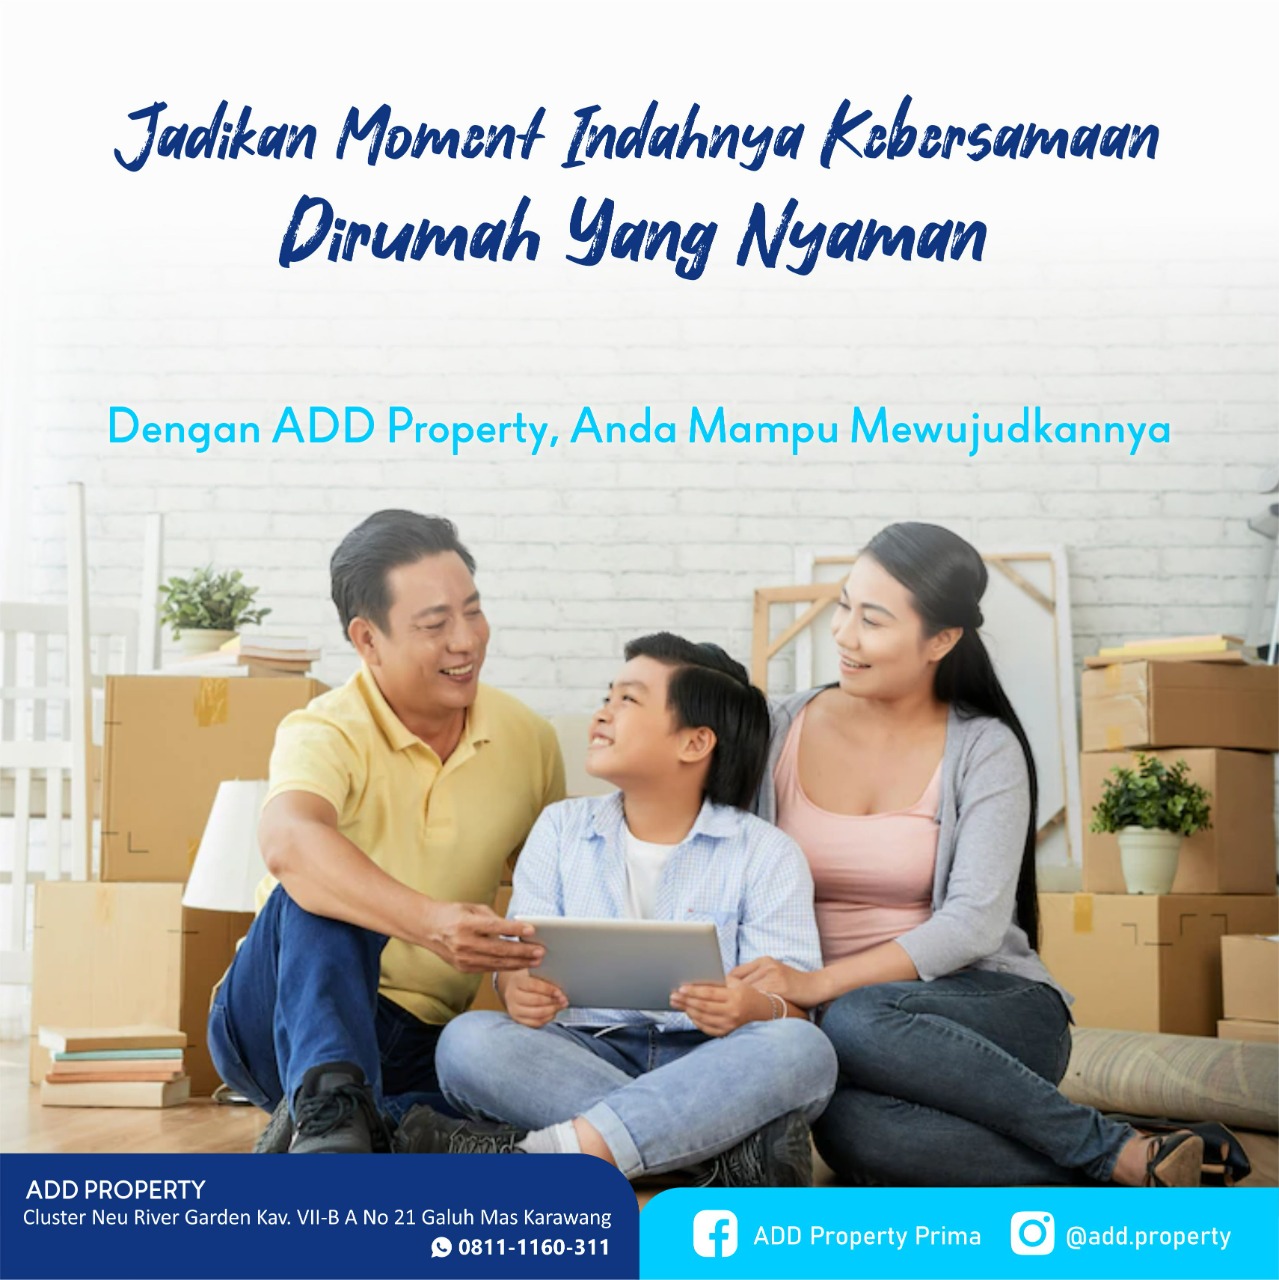 Jadikan Moment Indahnya Kebersamaan
Dirumah Yang Nyaman
Dengan ADD Property, Anda Mampu Mewujudkannya
ADD PROPERTY
Cluster Neu River Garden Kav. VII-B A No 21 Galuh Mas Karawang
0811-1160-311
ADD Property Prima
@add.property